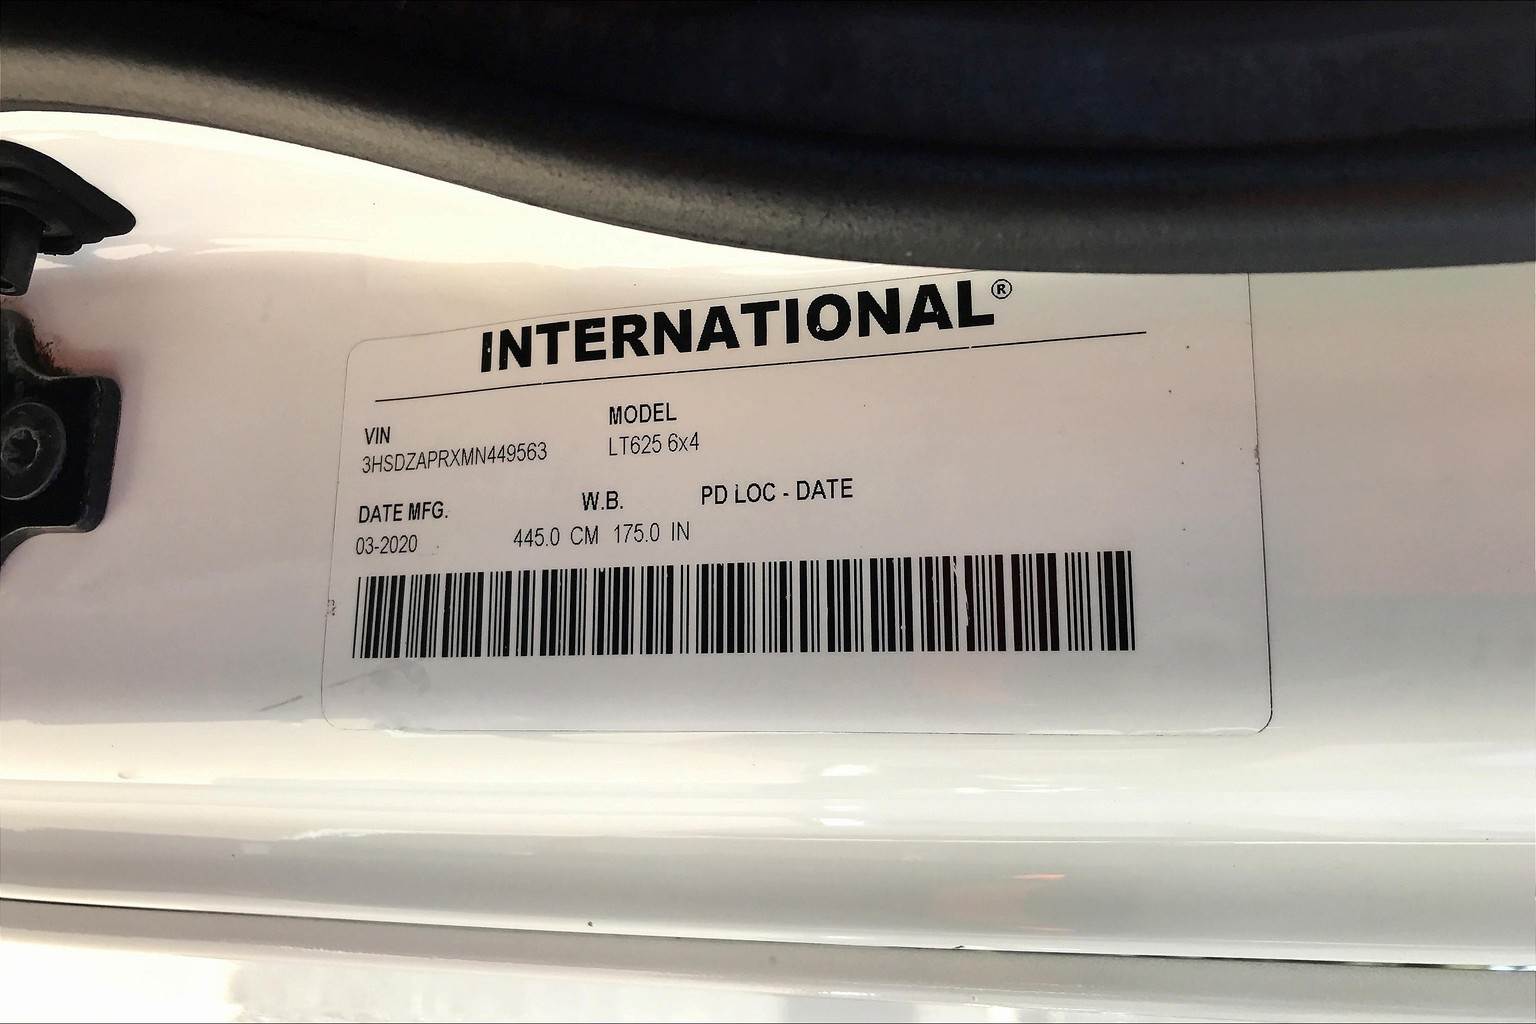 INTERNATIONAL®
VIN MODEL
3HSDZAPRXMN449563 LT625 6x4
DATE MFG. W.B. PD LOC - DATE
03-2020 445.0 CM 175.0 IN